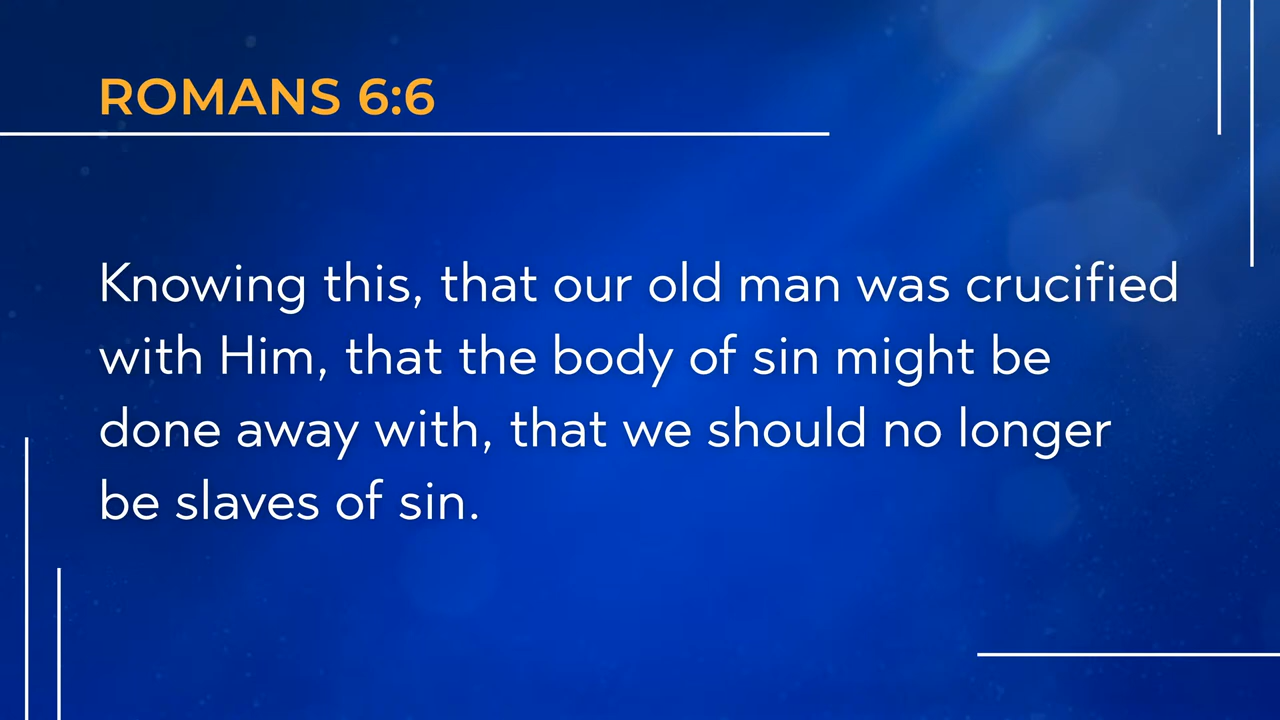 ROMANS 6:6
Knowing this, that our old man was crucified
with Him, that the body of sin might be
done away with, that we should no longer
be slaves of sin.